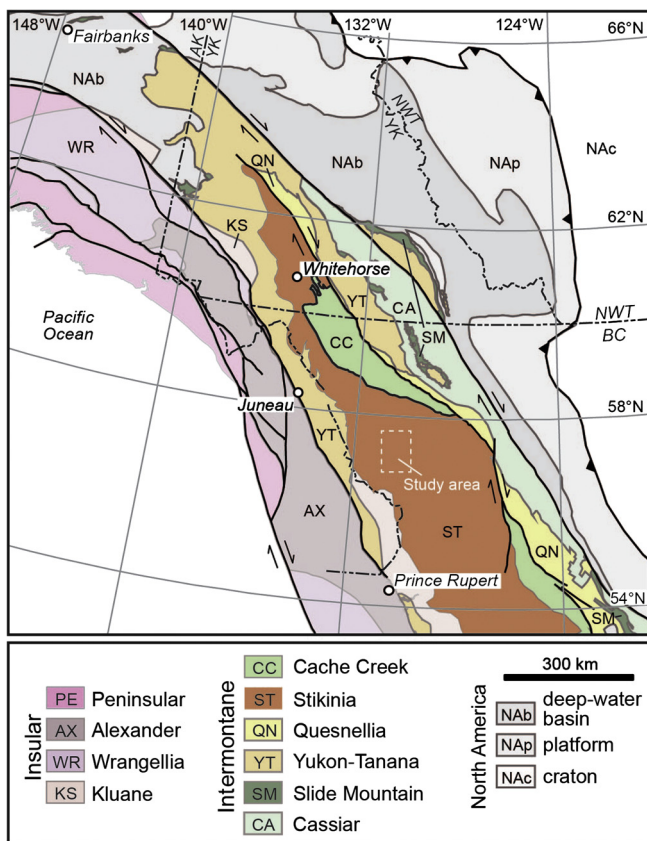 148°W
140°W
132°W
124°W
66°N
Fairbanks
AK
YK
NAb
NWT
YK
NAb
NAp
NAc
WR
QN
62°N
KS
Whitehorse
YT
CA
Pacific
Ocean
CC
SM
NWT
BC
Juneau
58°N
YT
Study area
AX
ST
QN
Prince Rupert
54°N
SM
Insular
PE Peninsular
AX Alexander
WR Wrangellia
KS Kluane
Intermontane
CC Cache Creek
ST Stikinia
QN Quesnellia
YT Yukon-Tanana
SM Slide Mountain
CA Cassiar
300 km
North America
NAb deep-water
basin
NAp platform
NAc craton